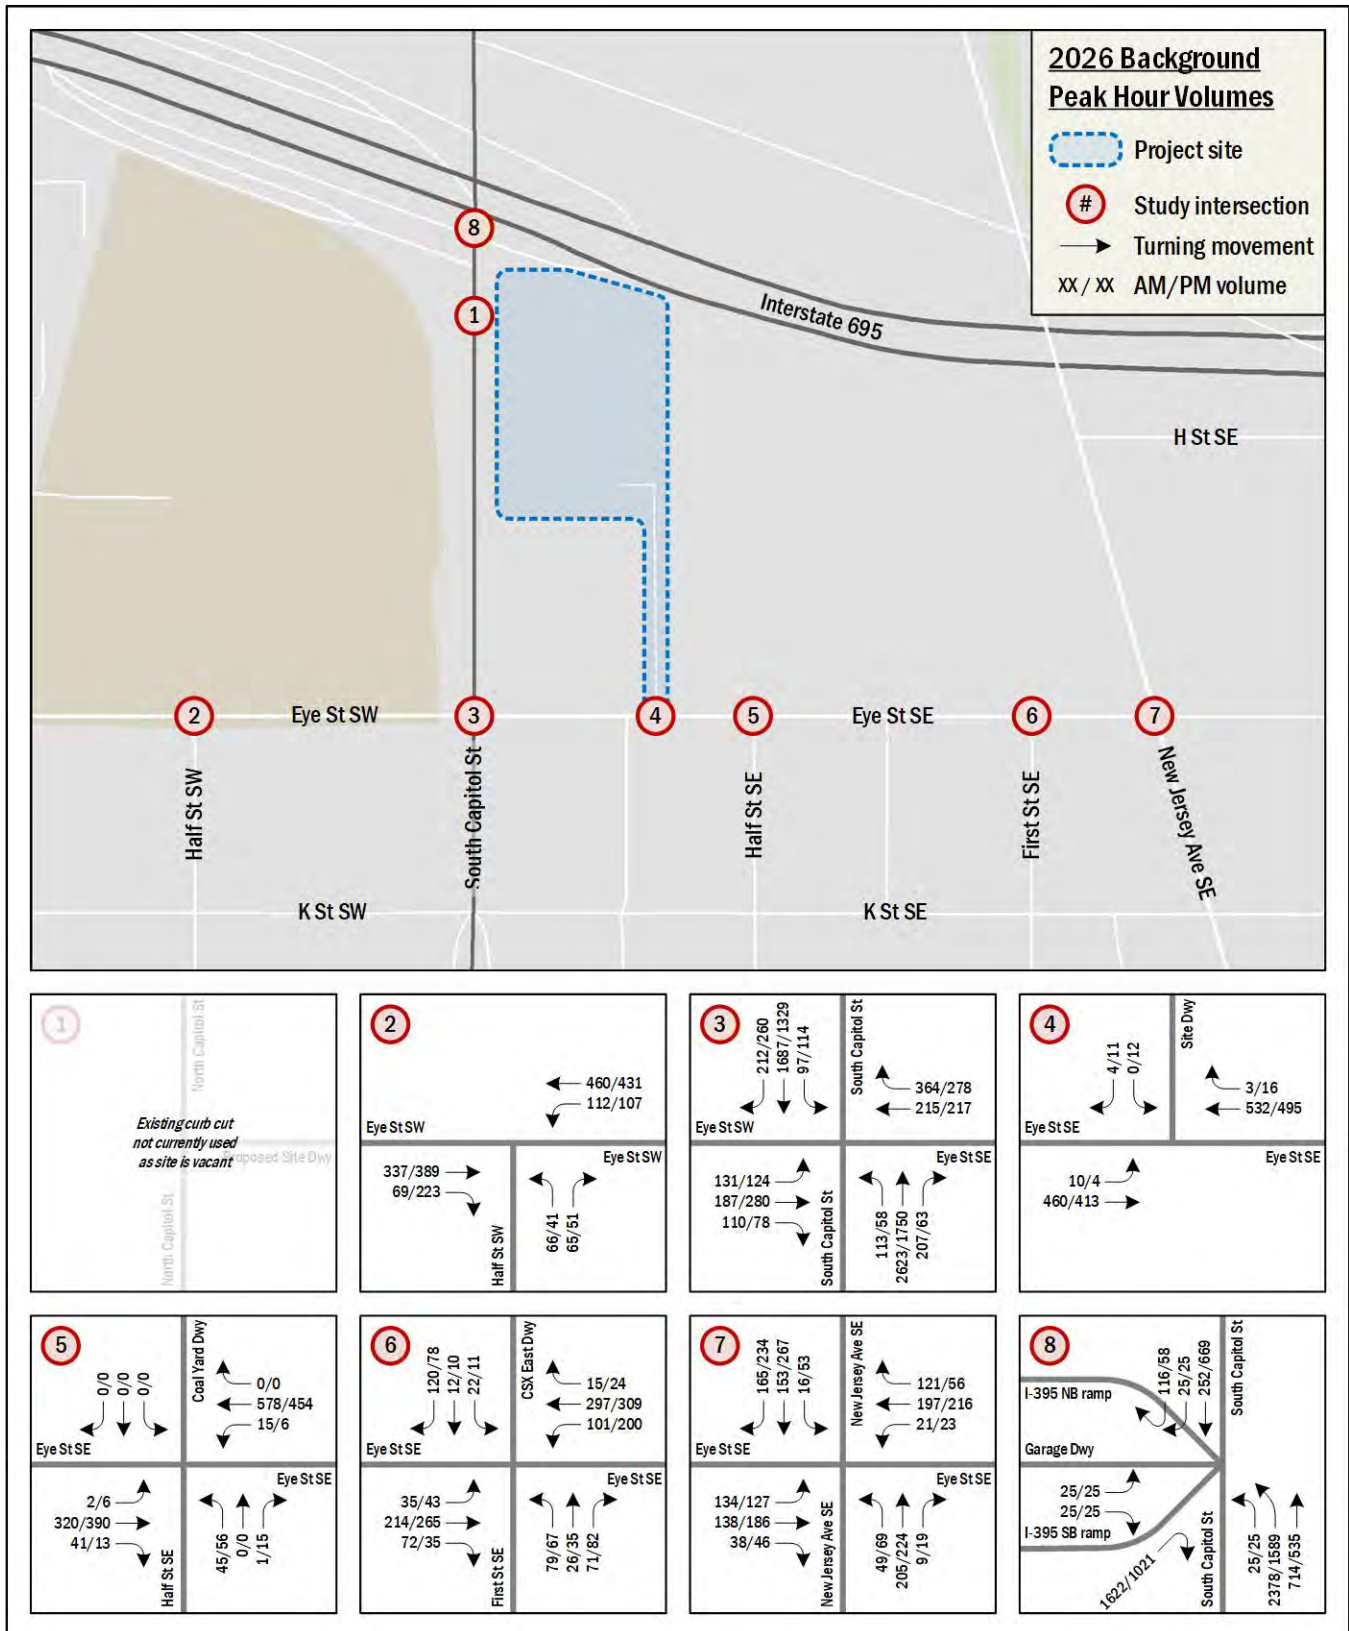 2026 Background
Peak Hour Volumes
Project site
# Study intersection
Turning movement
XX / XX AM/PM volume
8
1
Interstate 695
H St SE
2
Eye St SW
3
4
5
Eye St SE
6
7
Half St SW
South Capitol St
Half St SE
First St SE
New Jersey Ave SE
K St SW
K St SE
1
North Capitol St
Existing curb cut
not currently used
as site is vacant
Proposed Site Dwy
North Capitol St
2
460/431
112/107
Eye St SW
Eye St SW
337/389
69/223
Half St SW
66/41
65/51
3
212/260
1687/1329
97/114
South Capitol St
364/278
215/217
Eye St SW
Eye St SE
131/124
187/280
110/78
South Capitol St
113/58
2623/1750
207/63
4
4/11
0/12
Site Dwy
3/16
532/495
Eye St SE
Eye St SE
10/4
460/413
5
0/0
0/0
0/0
Coal Yard Dwy
0/0
578/454
15/6
Eye St SE
Eye St SE
2/6
320/390
41/13
Half St SE
45/56
0/0
1/15
6
120/78
12/10
22/11
CSX East Dwy
15/24
297/309
101/200
Eye St SE
Eye St SE
35/43
214/265
72/35
First St SE
79/67
26/35
71/82
7
165/234
153/267
16/53
New Jersey Ave SE
121/56
197/216
21/23
Eye St SE
Eye St SE
134/127
138/186
38/46
New Jersey Ave SE
49/69
205/224
9/19
8
116/58
25/25
252/669
South Capitol St
I-395 NB ramp
Garage Dwy
25/25
25/25
I-395 SB ramp
1622/1021
South Capitol St
25/25
2378/1589
714/535